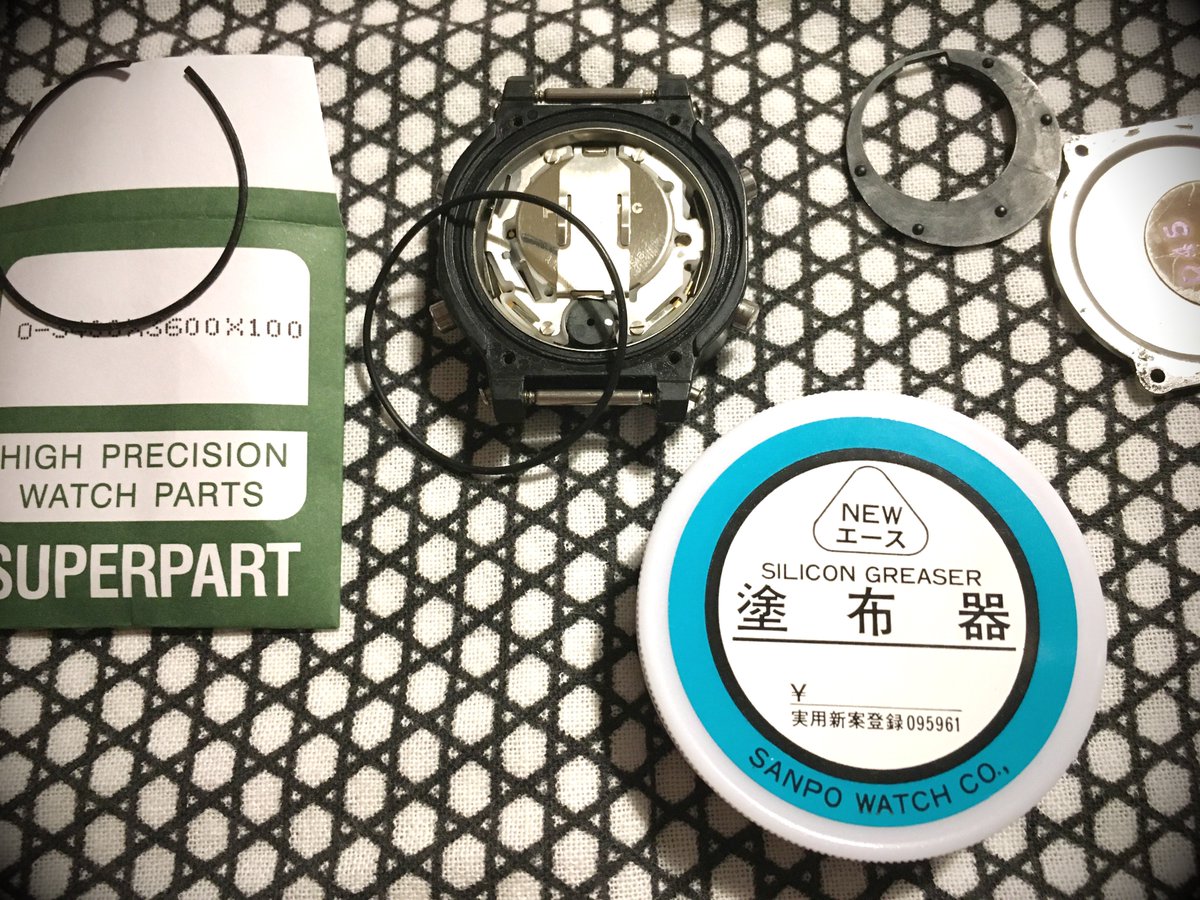 HIGH PRECISION
WATCH PARTS
SUPERPART
NEW
エース
SILICON GREASER
塗布器
¥
実用新案登録095961
SANPO WATCH CO.,